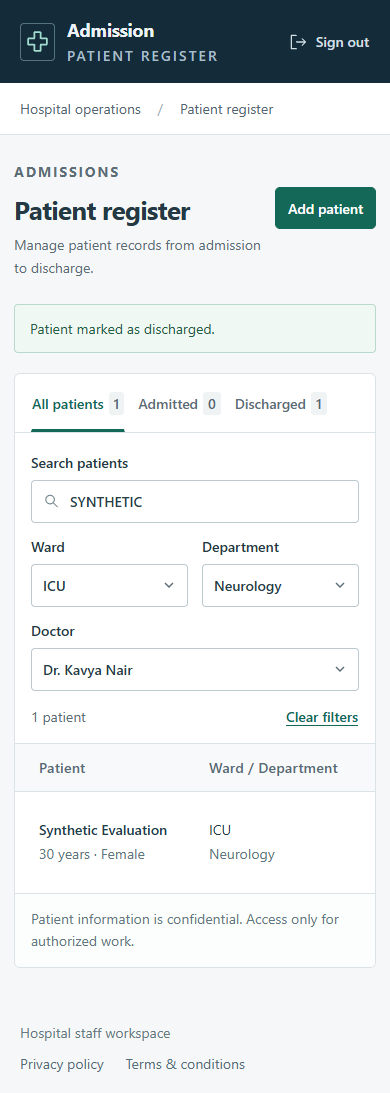 Admission
PATIENT REGISTER
Sign out
Hospital operations / Patient register
ADMISSIONS
Patient register
Add patient
Manage patient records from admission
to discharge.
Patient marked as discharged.
All patients 1 Admitted 0 Discharged 1
Search patients
SYNTHETIC
Ward Department
ICU Neurology
Doctor
Dr. Kavya Nair
1 patient Clear filters
Patient Ward / Department
Synthetic Evaluation ICU
30 years · Female Neurology
Patient information is confidential. Access only for
authorized work.
Hospital staff workspace
Privacy policy Terms & conditions